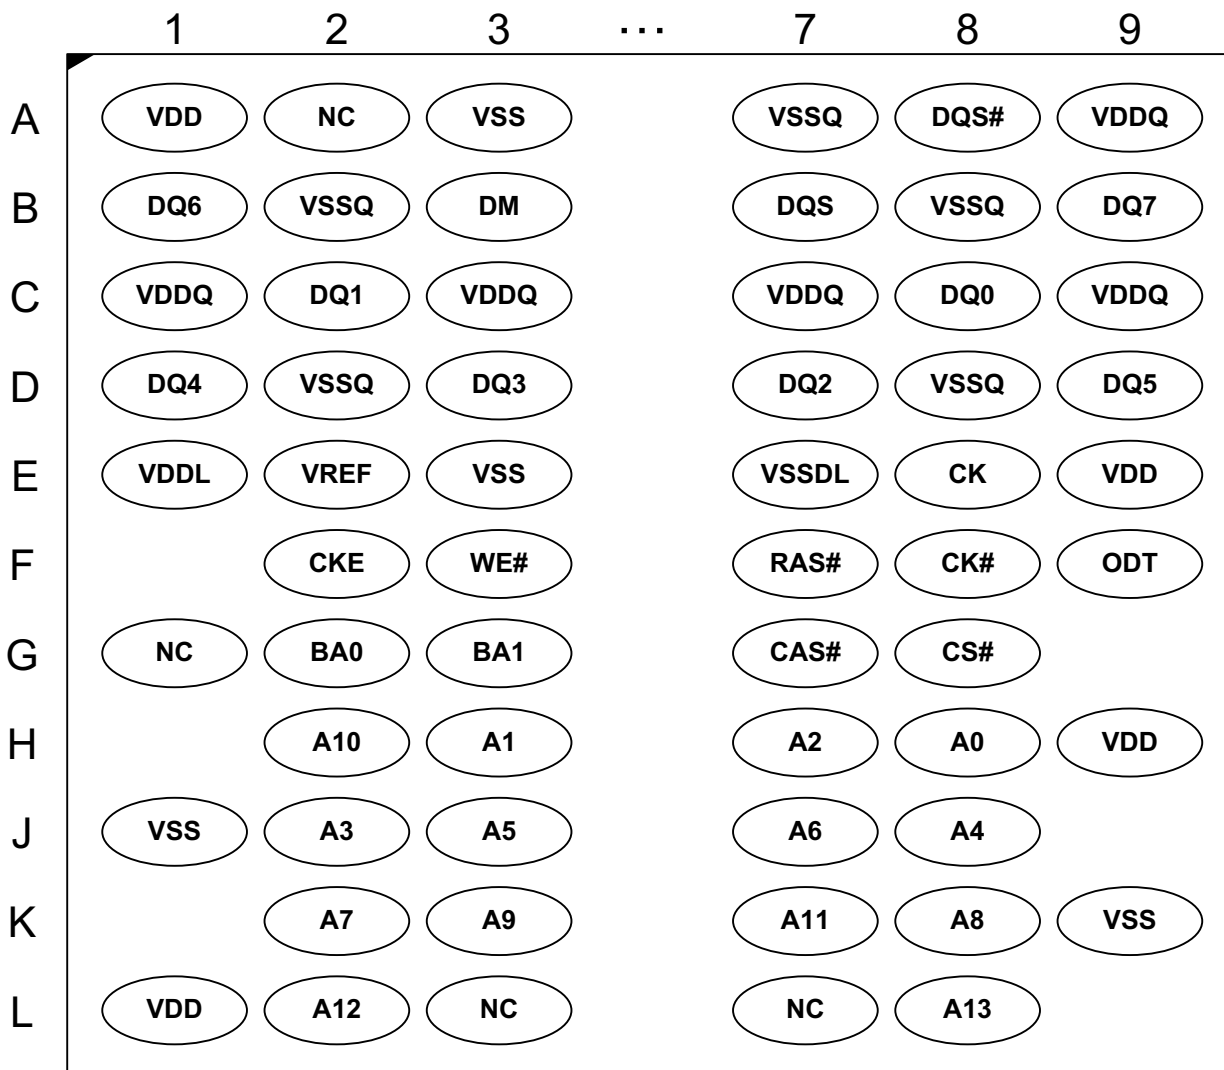 1 2 3 ... 7 8 9
A VDD NC VSS VSSQ DQS# VDDQ
B DQ6 VSSQ DM DQS VSSQ DQ7
C VDDQ DQ1 VDDQ VDDQ DQ0 VDDQ
D DQ4 VSSQ DQ3 DQ2 VSSQ DQ5
E VDDL VREF VSS VSSDL CK VDD
F CKE WE# RAS# CK# ODT
G NC BA0 BA1 CAS# CS#
H A10 A1 A2 A0 VDD
J VSS A3 A5 A6 A4
K A7 A9 A11 A8 VSS
L VDD A12 NC NC A13